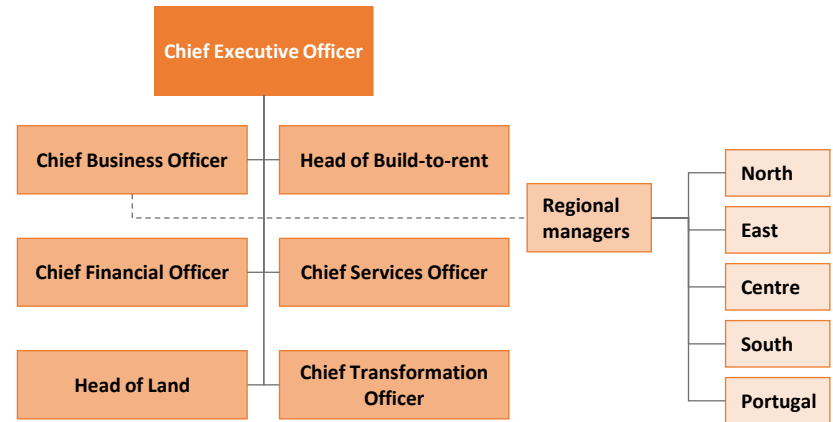 Chief Executive Officer
Chief Business Officer
Head of Build-to-rent
Regional
managers
North
East
Chief Financial Officer
Chief Services Officer
Centre
South
Head of Land
Chief Transformation
Officer
Portugal